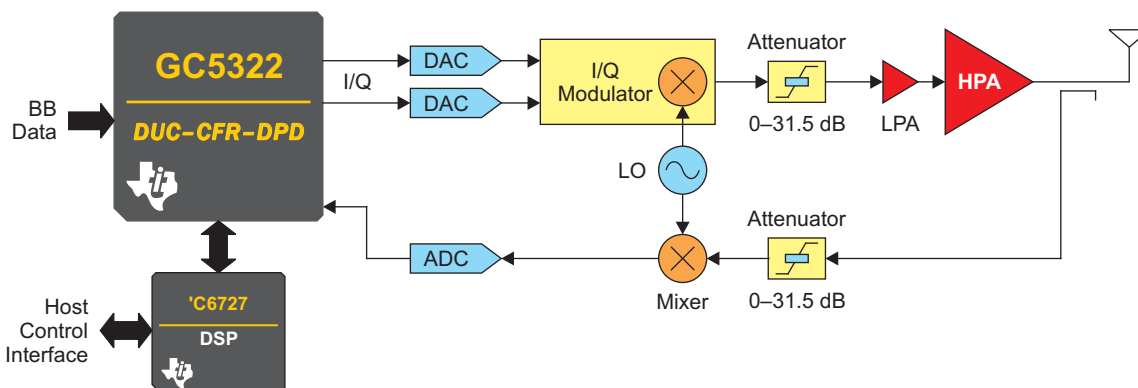 GC5322
DUC–CFR–DPD
BB
Data
I/Q
DAC
DAC
I/Q
Modulator
Attenuator
0–31.5 dB
LPA
HPA
LO
ADC
Mixer
Attenuator
0–31.5 dB
Host
Control
Interface
'C6727
DSP